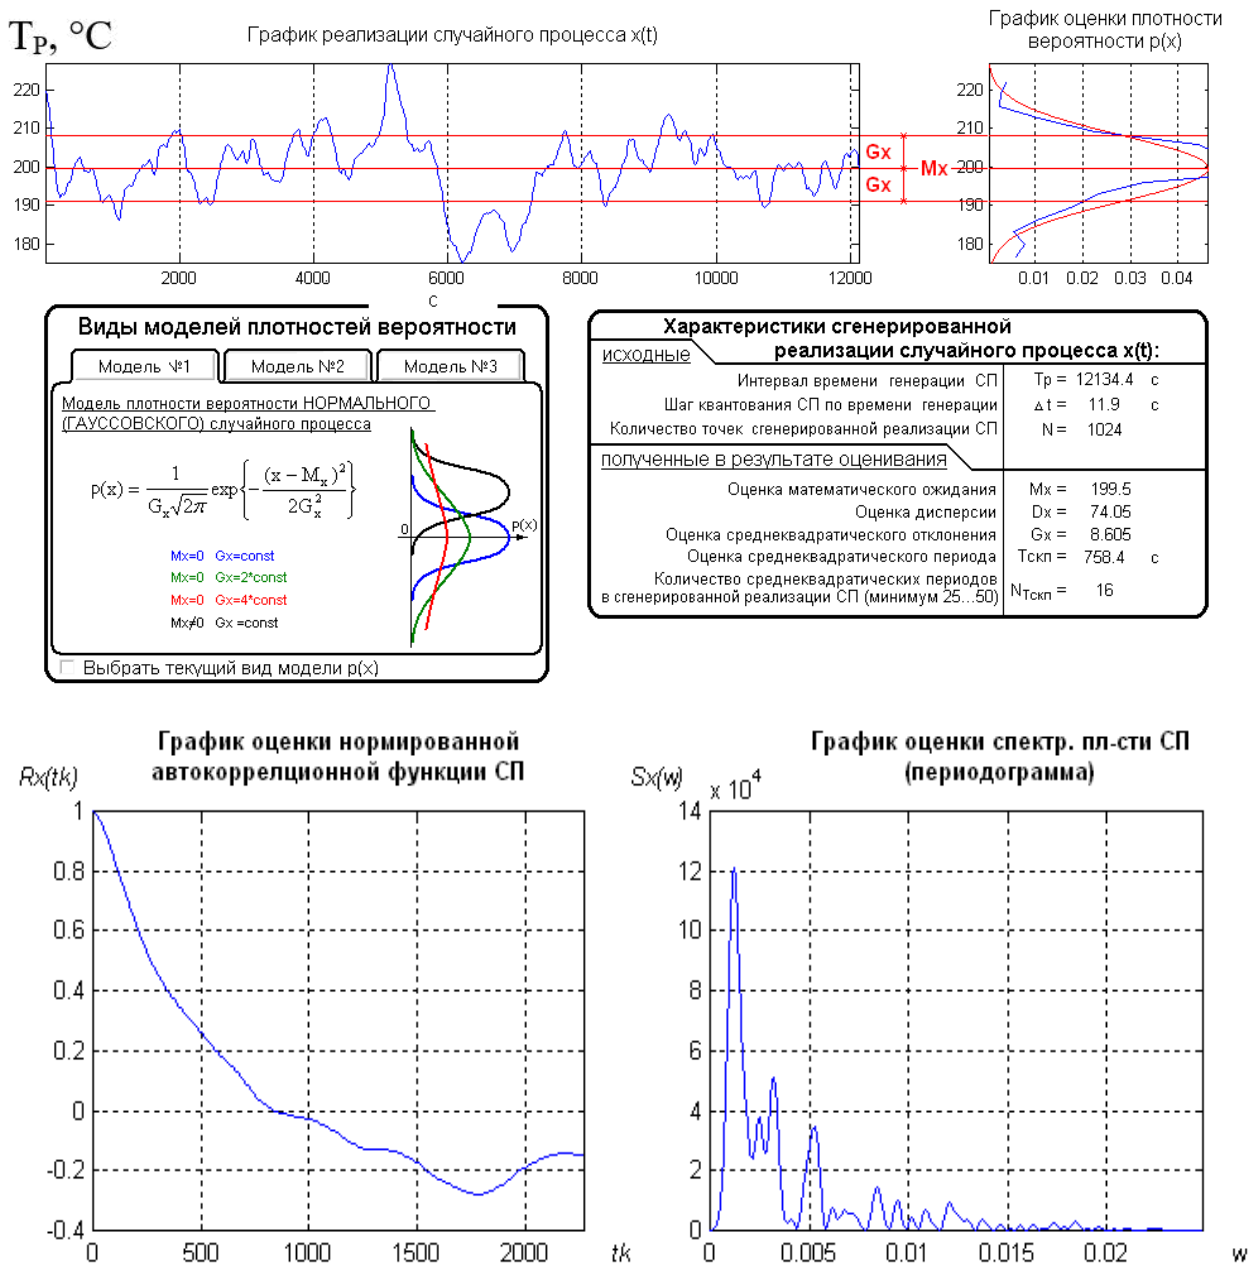 Tₚ, °C
График реализации случайного процесса x(t)
График оценки плотности
вероятности p(x)
220
210
200
190
180
2000
4000
6000
8000
10000
12000
с
Gx
Mx
Gx
220
210
200
190
180
0.01
0.02
0.03
0.04
Виды моделей плотностей вероятности
Модель №1
Модель №2
Модель №3
Модель плотности вероятности НОРМАЛЬНОГО
(ГАУССОВСКОГО) случайного процесса
p(x) = 1/(Gₓ√2π) exp{-(x − Mₓ)²/(2Gₓ²)}
0
p(x)
Mx=0 Gx=const
Mx=0 Gx=2*const
Mx=0 Gx=4*const
Mx≠0 Gx =const
Выбрать текущий вид модели p(x)
Характеристики сгенерированной
реализации случайного процесса x(t):
исходные
Интервал времени генерации СП Tp = 12134.4 с
Шаг квантования СП по времени генерации Δt = 11.9 с
Количество точек сгенерированной реализации СП N = 1024
полученные в результате оценивания
Оценка математического ожидания Mx = 199.5
Оценка дисперсии Dx = 74.05
Оценка среднеквадратического отклонения Gx = 8.605
Оценка среднеквадратического периода Tскп = 758.4 с
Количество среднеквадратических периодов
в сгенерированной реализации СП (минимум 25...50) NTскп = 16
График оценки нормированной
автокоррелционной функции СП
Rx(tk)
1
0.8
0.6
0.4
0.2
0
-0.2
-0.4
0
500
1000
1500
2000
tk
График оценки спектр. пл-сти СП
(периодограмма)
Sx(w)
x 10⁴
14
12
10
8
6
4
2
0
0
0.005
0.01
0.015
0.02
w